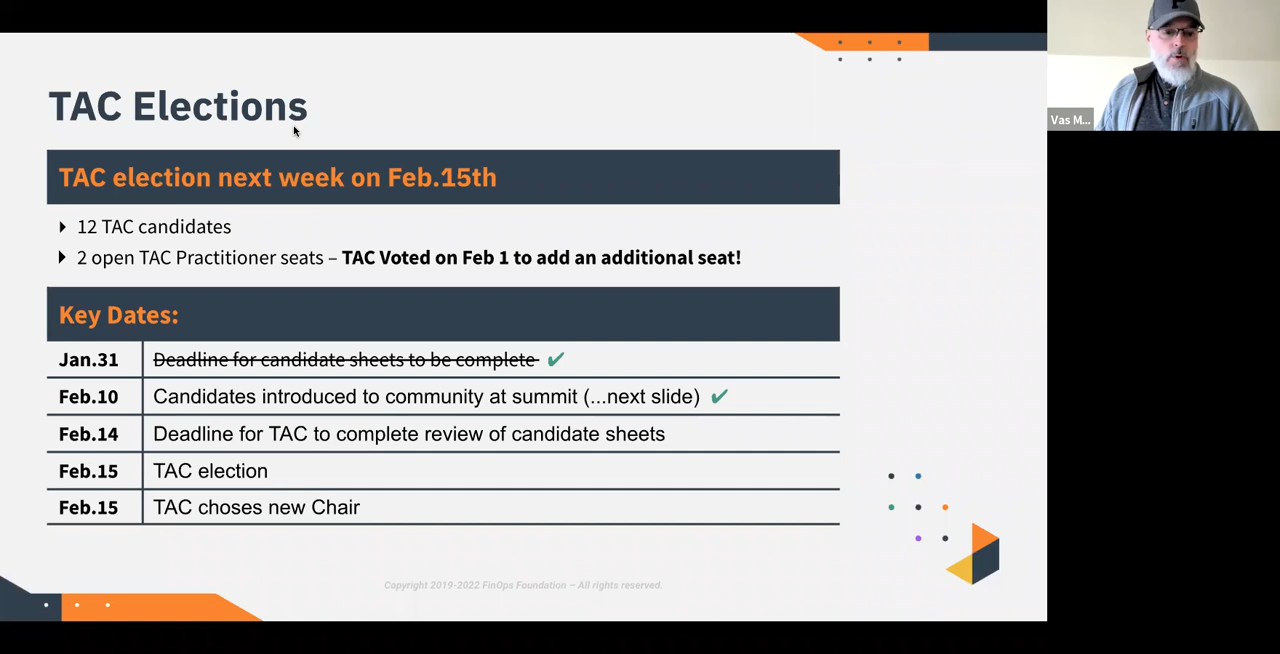 TAC Elections
TAC election next week on Feb.15th
12 TAC candidates
2 open TAC Practitioner seats – TAC Voted on Feb 1 to add an additional seat!
Key Dates:
Jan.31 Deadline for candidate sheets to be complete ✔
Feb.10 Candidates introduced to community at summit (...next slide) ✔
Feb.14 Deadline for TAC to complete review of candidate sheets
Feb.15 TAC election
Feb.15 TAC choses new Chair
Copyright 2019-2022 FinOps Foundation – All rights reserved.
Vas M...